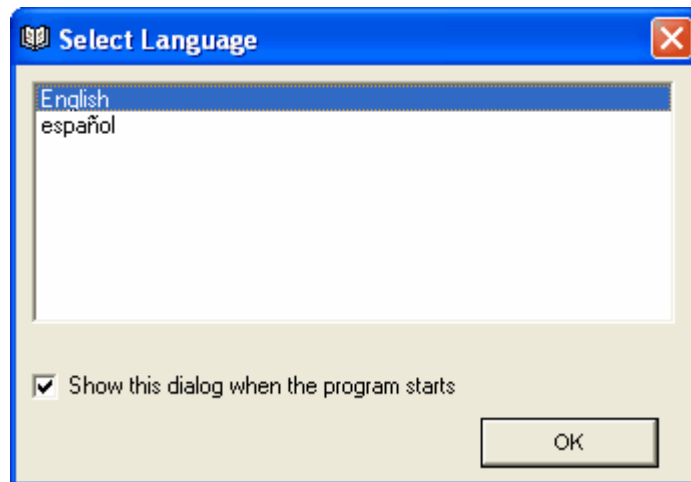 Select Language
English
español
Show this dialog when the program starts
OK